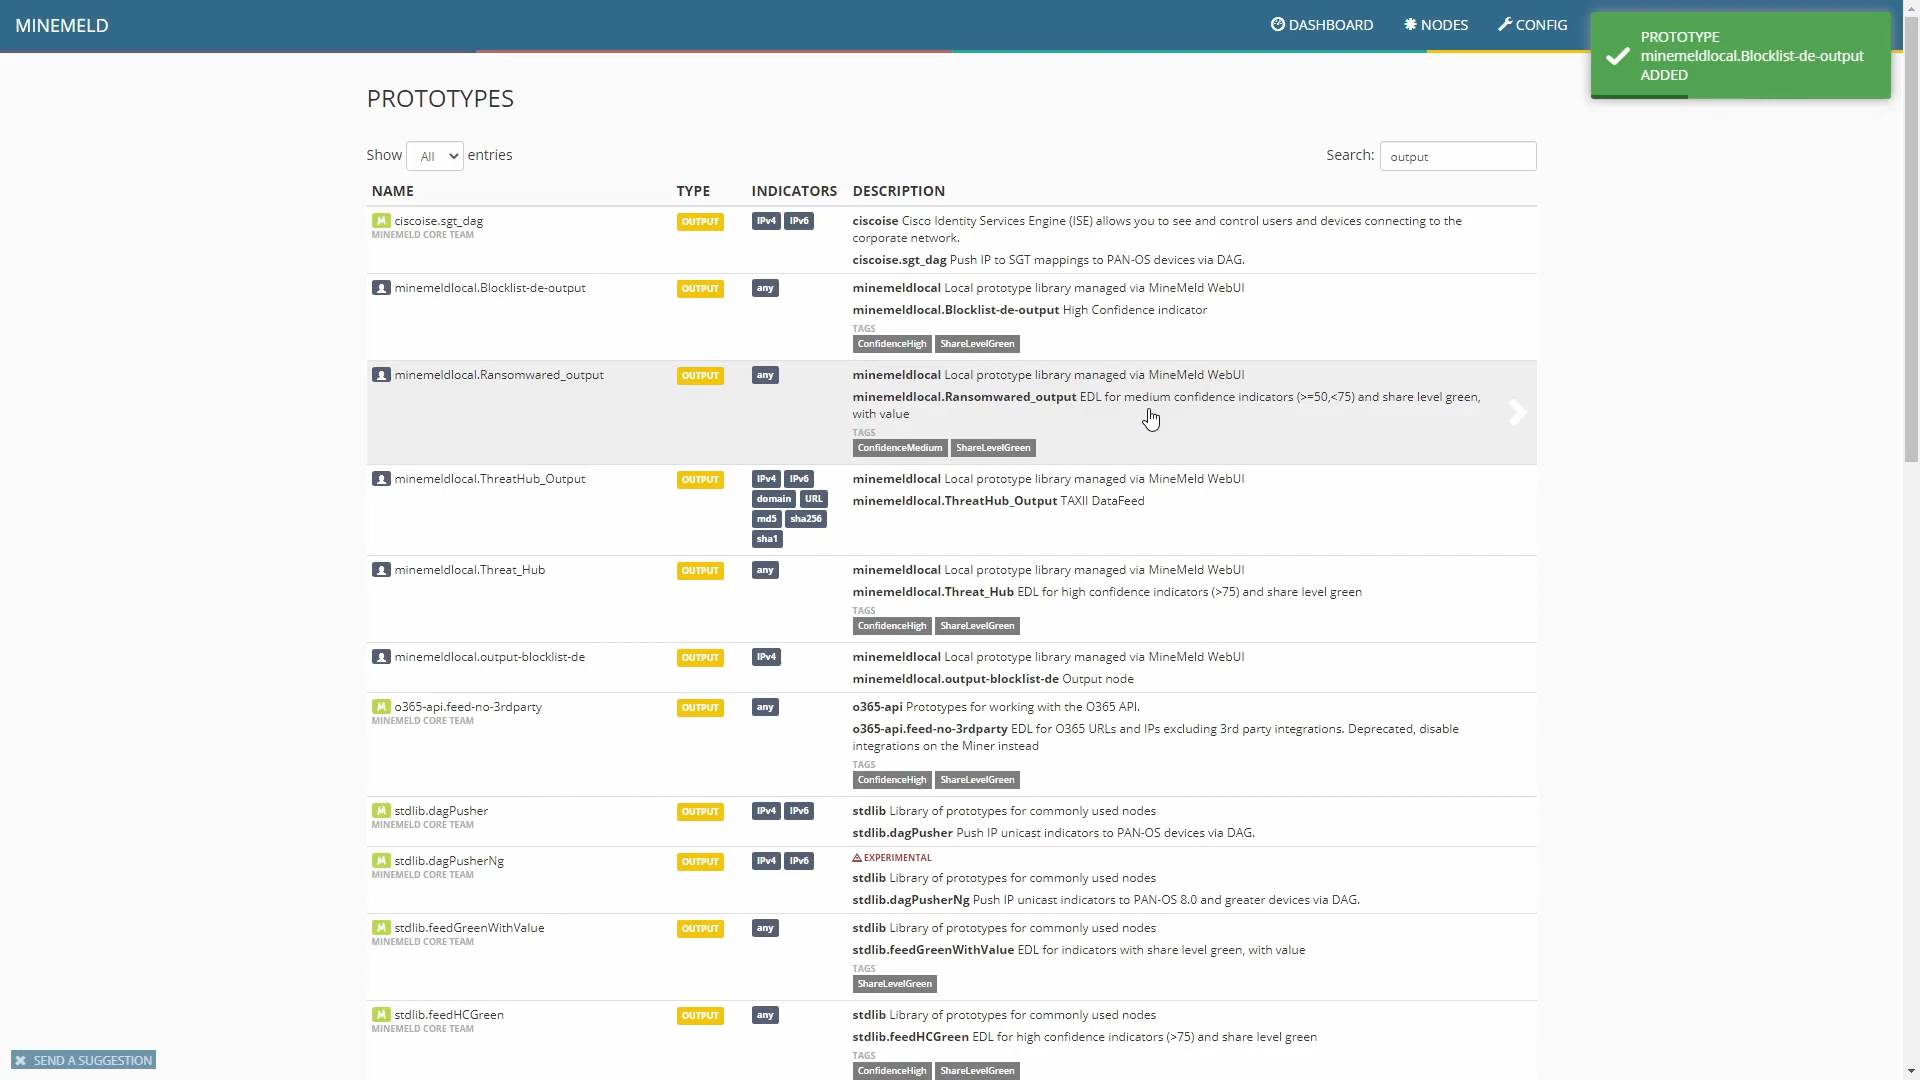 MINEMELD
DASHBOARD
NODES
CONFIG
PROTOTYPE
minemeldlocal.Blocklist-de-output
ADDED
PROTOTYPES
Show All entries
Search: output
NAME TYPE INDICATORS DESCRIPTION
ciscoise.sgt_dag OUTPUT IPv4 IPv6 ciscoise Cisco Identity Services Engine (ISE) allows you to see and control users and devices connecting to the
MINEMELD CORE TEAM corporate network.
ciscoise.sgt_dag Push IP to SGT mappings to PAN-OS devices via DAG.
minemeldlocal.Blocklist-de-output OUTPUT any minemeldlocal Local prototype library managed via MineMeld WebUI
minemeldlocal.Blocklist-de-output High Confidence indicator
TAGS
ConfidenceHigh ShareLevelGreen
minemeldlocal.Ransomwared_output OUTPUT any minemeldlocal Local prototype library managed via MineMeld WebUI
minemeldlocal.Ransomwared_output EDL for medium confidence indicators (>=50,<75) and share level green,
with value
TAGS
ConfidenceMedium ShareLevelGreen
minemeldlocal.ThreatHub_Output OUTPUT IPv4 IPv6 minemeldlocal Local prototype library managed via MineMeld WebUI
domain URL minemeldlocal.ThreatHub_Output TAXII DataFeed
md5 sha256
sha1
minemeldlocal.Threat_Hub OUTPUT any minemeldlocal Local prototype library managed via MineMeld WebUI
minemeldlocal.Threat_Hub EDL for high confidence indicators (>75) and share level green
TAGS
ConfidenceHigh ShareLevelGreen
minemeldlocal.output-blocklist-de OUTPUT IPv4 minemeldlocal Local prototype library managed via MineMeld WebUI
minemeldlocal.output-blocklist-de Output node
o365-api.feed-no-3rdparty OUTPUT any o365-api Prototypes for working with the O365 API.
MINEMELD CORE TEAM
o365-api.feed-no-3rdparty EDL for O365 URLs and IPs excluding 3rd party integrations. Deprecated, disable
integrations on the Miner instead
TAGS
ConfidenceHigh ShareLevelGreen
stdlib.dagPusher OUTPUT IPv4 IPv6 stdlib Library of prototypes for commonly used nodes
MINEMELD CORE TEAM
stdlib.dagPusher Push IP unicast indicators to PAN-OS devices via DAG.
stdlib.dagPusherNg OUTPUT IPv4 IPv6 EXPERIMENTAL
MINEMELD CORE TEAM stdlib Library of prototypes for commonly used nodes
stdlib.dagPusherNg Push IP unicast indicators to PAN-OS 8.0 and greater devices via DAG.
stdlib.feedGreenWithValue OUTPUT any stdlib Library of prototypes for commonly used nodes
MINEMELD CORE TEAM
stdlib.feedGreenWithValue EDL for indicators with share level green, with value
TAGS
ShareLevelGreen
stdlib.feedHCGreen OUTPUT any stdlib Library of prototypes for commonly used nodes
MINEMELD CORE TEAM
stdlib.feedHCGreen EDL for high confidence indicators (>75) and share level green
TAGS
ConfidenceHigh ShareLevelGreen
SEND A SUGGESTION